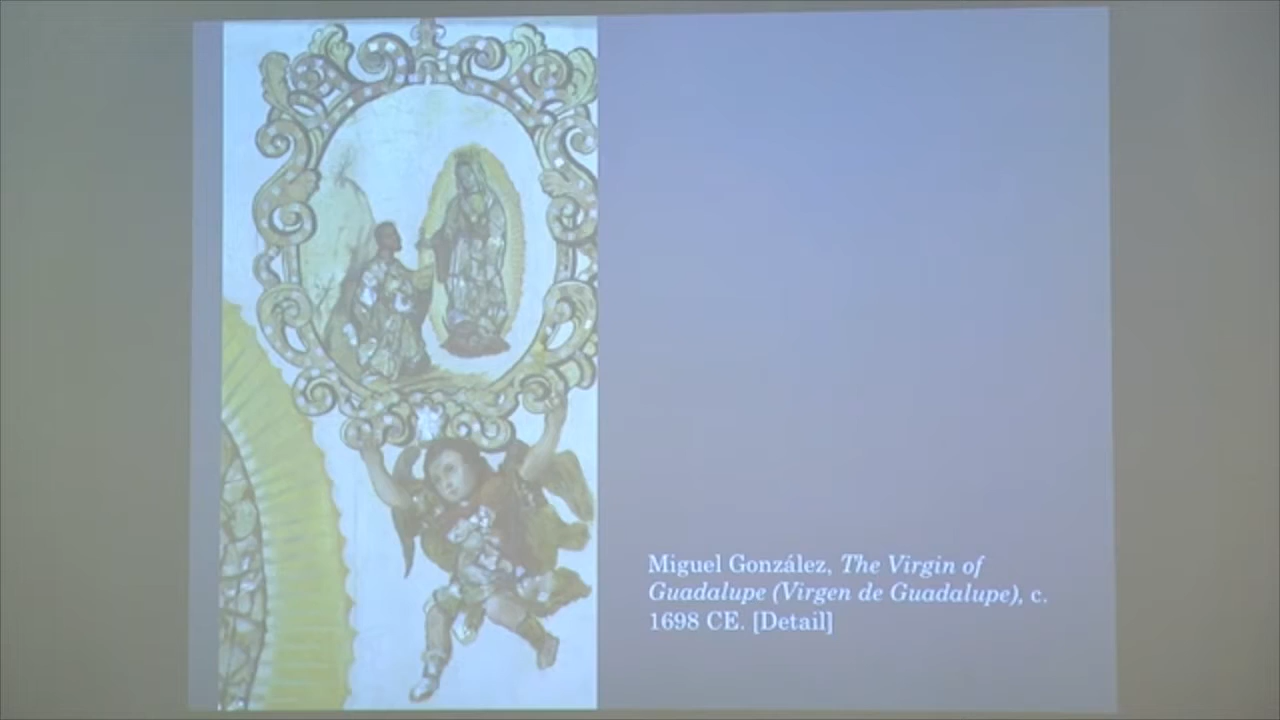 Miguel González, The Virgin of
Guadalupe (Virgen de Guadalupe), c.
1698 CE. [Detail]